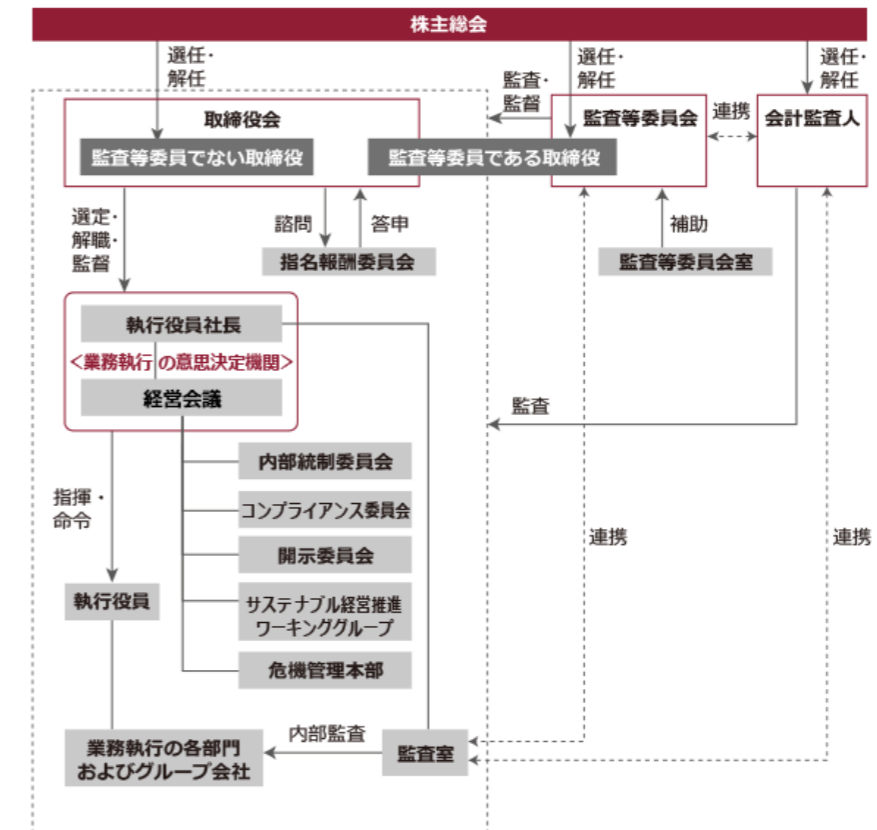 株主総会
選任・
解任
選任・
解任
選任・
解任
監査・
監督
取締役会
監査等委員会
連携
会計監査人
監査等委員でない取締役
監査等委員である取締役
選定・
解職・
監督
諮問
答申
補助
指名報酬委員会
監査等委員会室
執行役員社長
<業務執行の意思決定機関>
経営会議
監査
内部統制委員会
指揮・
命令
コンプライアンス委員会
開示委員会
連携
連携
執行役員
サステナブル経営推進
ワーキンググループ
危機管理本部
内部監査
業務執行の各部門
およびグループ会社
監査室